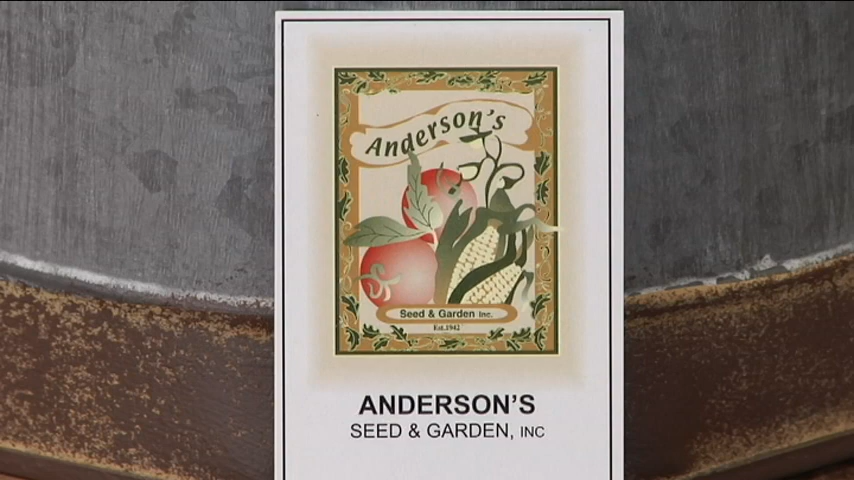 Anderson's
Seed & Garden Inc.
Est.1942
ANDERSON'S
SEED & GARDEN, INC